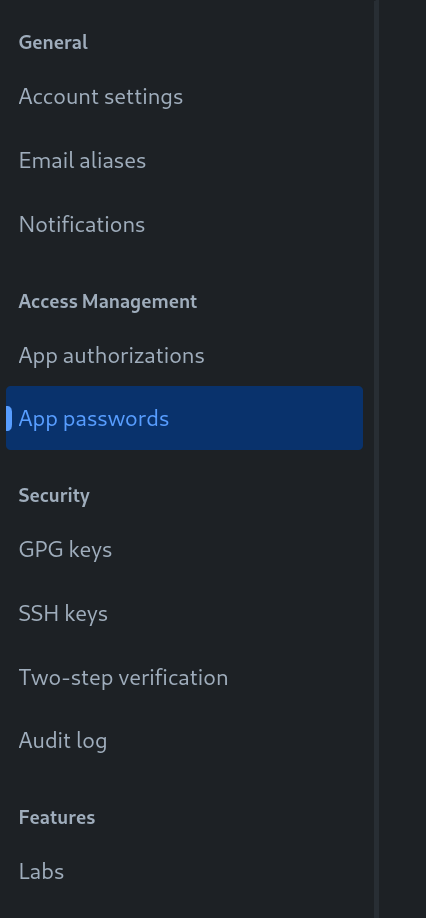 General
Account settings
Email aliases
Notifications
Access Management
App authorizations
App passwords
Security
GPG keys
SSH keys
Two-step verification
Audit log
Features
Labs